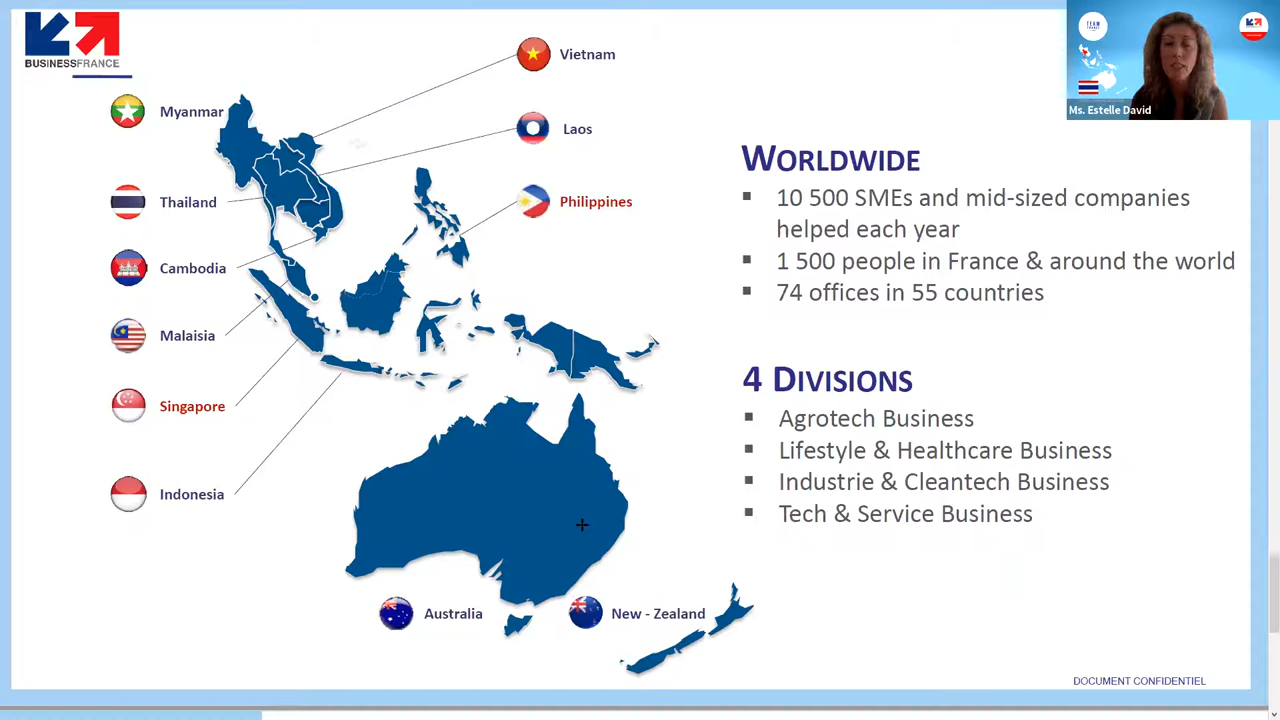 BUSINESSFRANCE
Myanmar
Thailand
Cambodia
Malaisia
Singapore
Indonesia
Vietnam
Laos
Philippines
Australia
New - Zealand
WORLDWIDE
10 500 SMEs and mid-sized companies
helped each year
1 500 people in France & around the world
74 offices in 55 countries
4 DIVISIONS
Agrotech Business
Lifestyle & Healthcare Business
Industrie & Cleantech Business
Tech & Service Business
DOCUMENT CONFIDENTIEL
TEAM
Ms. Estelle David